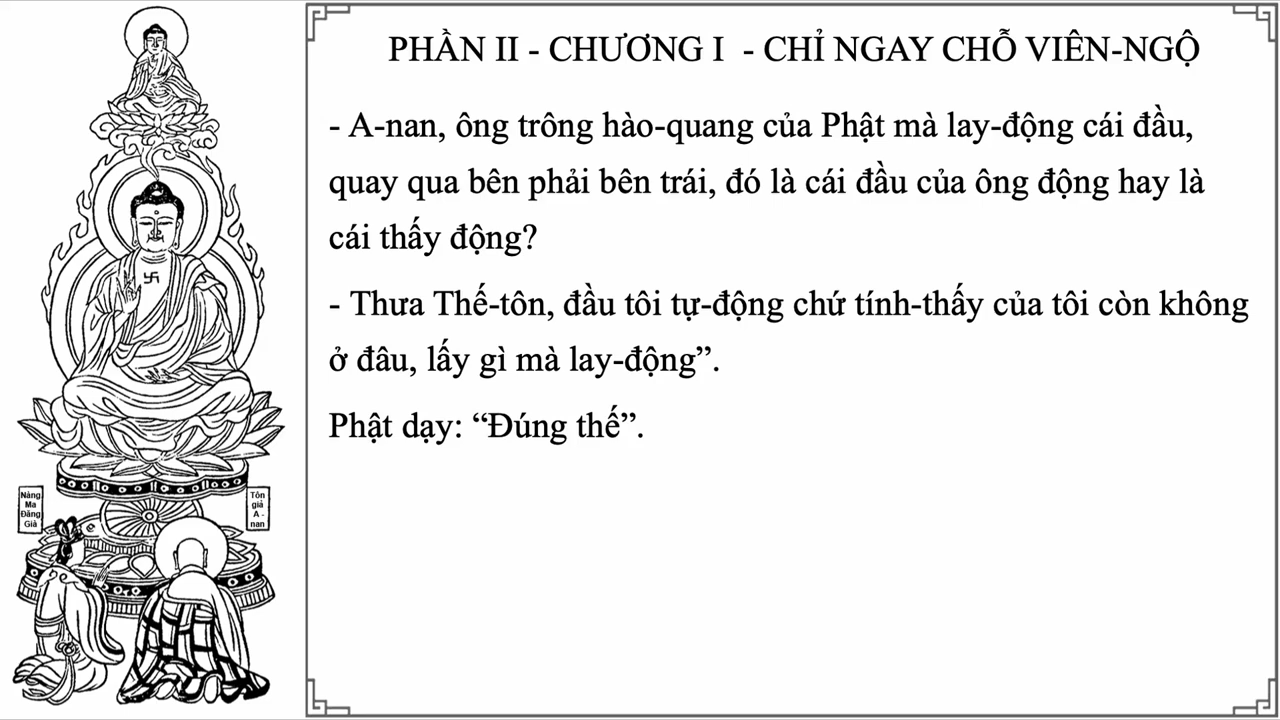 PHẦN II - CHƯƠNG I - CHỈ NGAY CHỖ VIÊN-NGỘ
- A-nan, ông trông hào-quang của Phật mà lay-động cái đầu,
quay qua bên phải bên trái, đó là cái đầu của ông động hay là
cái thấy động?
- Thưa Thế-tôn, đầu tôi tự-động chứ tính-thấy của tôi còn không
ở đâu, lấy gì mà lay-động”.
Phật dạy: “Đúng thế”.
Nàng
Ma
Đăng
Già
Tôn
giả
A -
nan